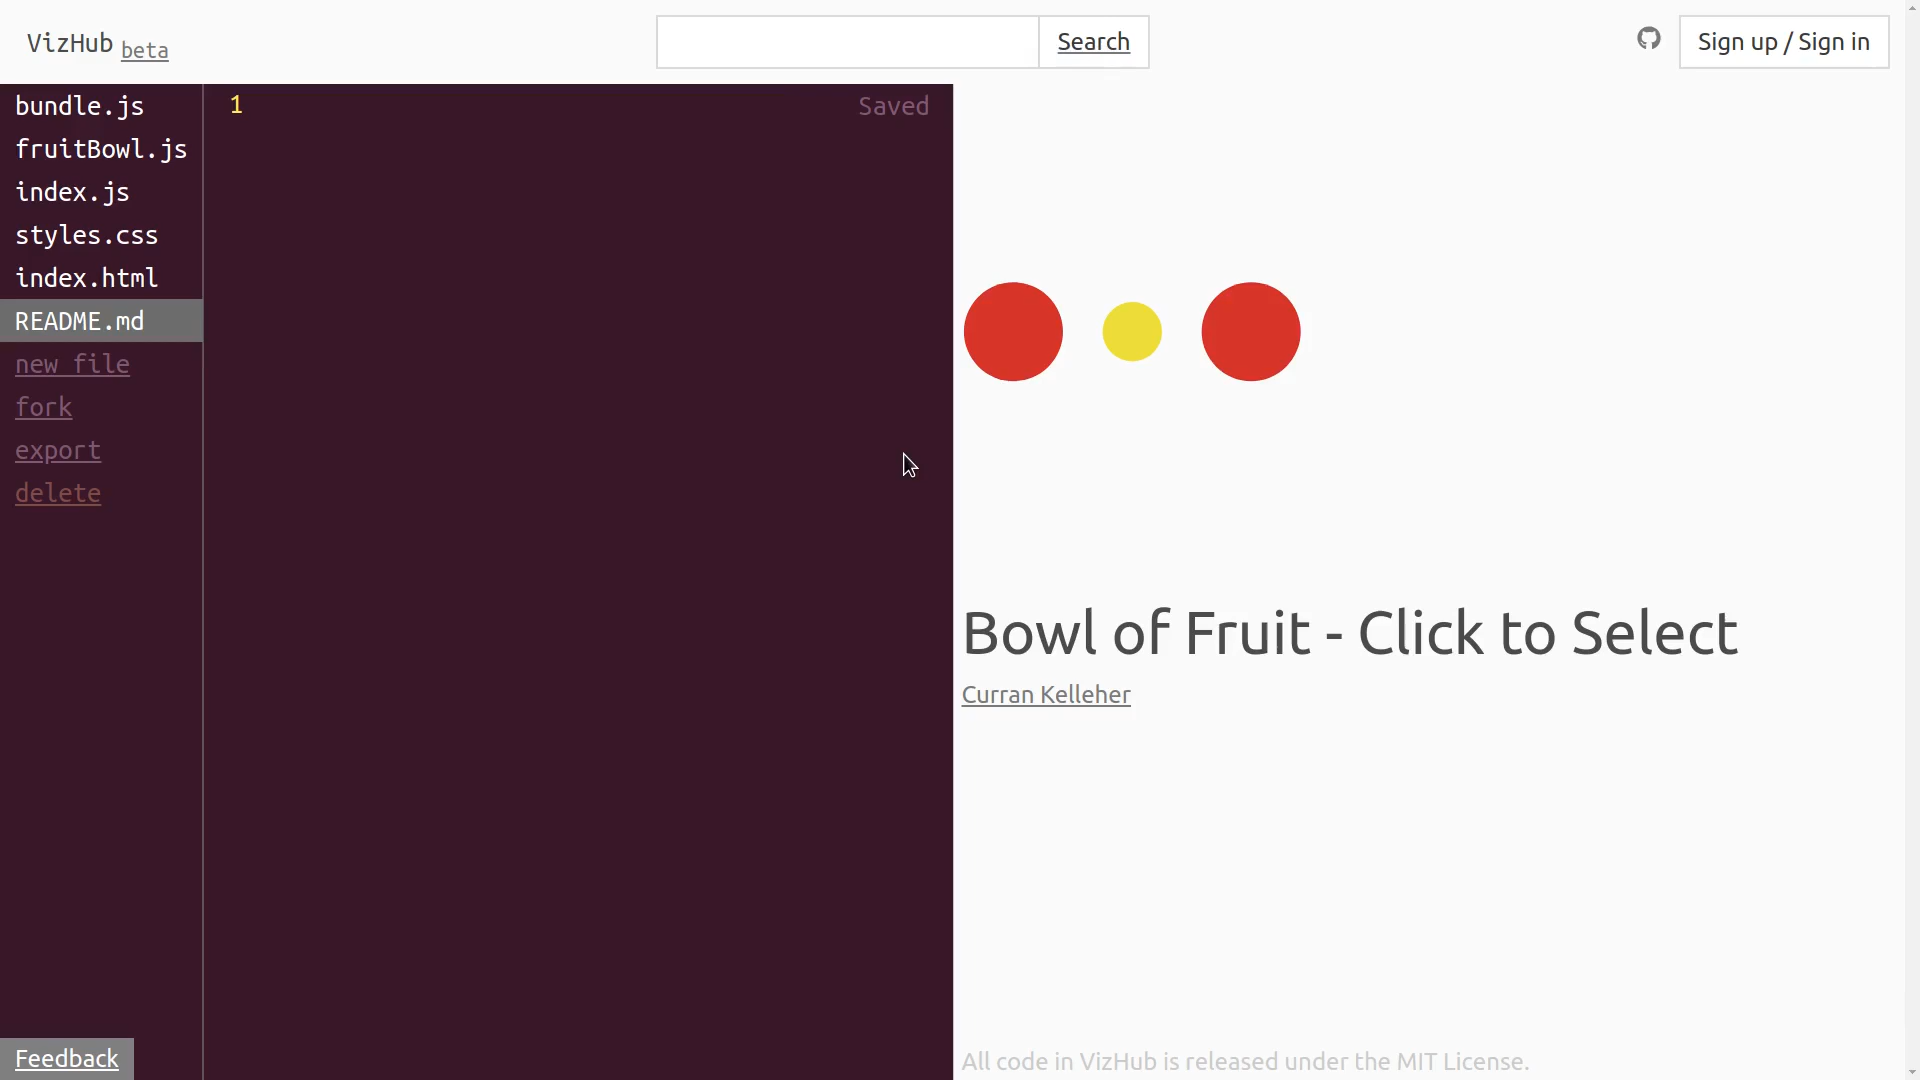 VizHub beta
Search
Sign up / Sign in
bundle.js
fruitBowl.js
index.js
styles.css
index.html
README.md
new file
fork
export
delete
Feedback
1
Saved
Bowl of Fruit - Click to Select
Curran Kelleher
All code in VizHub is released under the MIT License.